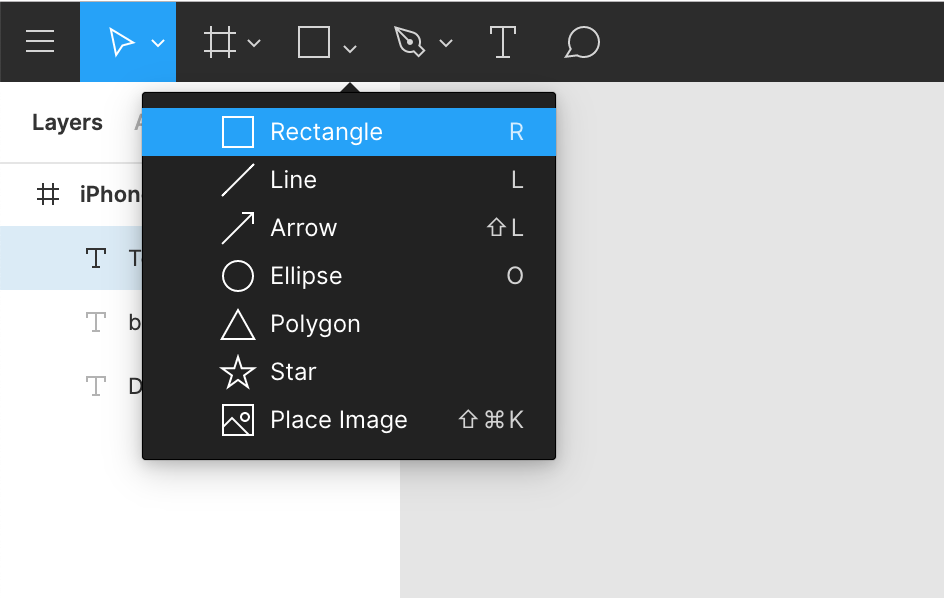 Layers
iPhon
T
b
D
Rectangle R
Line L
Arrow ⇧L
Ellipse O
Polygon
Star
Place Image ⇧⌘K